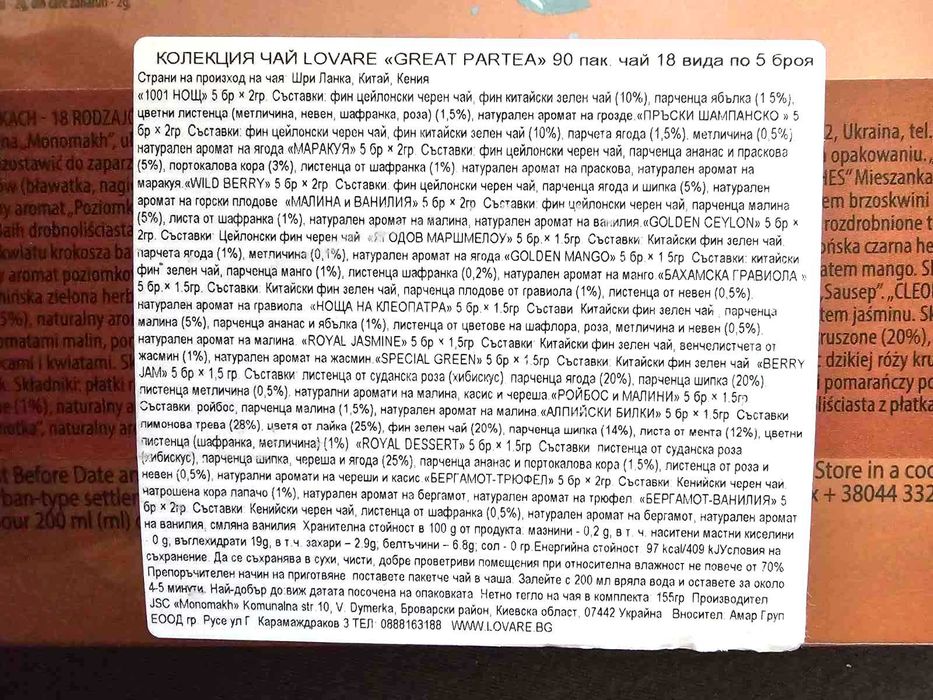 КОЛЕКЦИЯ ЧАЙ LOVARE «GREAT PARTEA» 90 пак. чай 18 вида по 5 броя
Страни на произход на чая: Шри Ланка, Китай, Кения
«1001 НОЩ» 5 бр × 2гр. Съставки: фин цейлонски черен чай, фин китайски зелен чай (10%), парченца ябълка (1.5%),
цветни листенца (метличина, невен, шафранка, роза) (1,5%), натурален аромат на грозде.«ПРЪСКИ ШАМПАНСКО » 5
бр × 2гр. Съставки: фин цейлонски черен чай, фин китайски зелен чай (10%), парчета ягода (1,5%), метличина (0,5%)
натурален аромат на ягода «МАРАКУЯ» 5 бр × 2гр. Съставки: фин цейлонски черен чай, парченца ананас и праскова
(5%), портокалова кора (3%), листенца от шафранка (1%). натурален аромат на праскова, натурален аромат на
маракуя.«WILD BERRY» 5 бр × 2гр. Съставки: фин цейлонски черен чай, парченца ягода и шипка (5%), натурален
аромат на горски плодове «МАЛИНА и ВАНИЛИЯ» 5 бр × 2гр Съставки: фин цейлонски черен чай, парченца малина
(5%), листа от шафранка (1%), натурален аромат на малина, натурален аромат на ванилия.«GOLDEN CEYLON» 5 бр ×
2гр. Съставки: Цейлонски фин черен чай «ЯГОДОВ МАРШМЕЛОУ» 5 бр.× 1.5гр Съставки: Китайски фин зелен чай.
парчета ягода (1%), метличина (0,1%), натурален аромат на ягода.«GOLDEN MANGO» 5 бр × 1.5гр. Съставки: китайски
фин зелен чай, парченца манго (1%), листенца шафранка (0,2%), натурален аромат на манго «БАХАМСКА ГРАВИОЛА »
5 бр.× 1.5гр. Съставки: Китайски фин зелен чай, парченца плодове от гравиола (1%), листенца от невен (0,5%).
натурален аромат на гравиола «НОЩА НА КЛЕОПАТРА» 5 бр × 1.5гр. Състави Китайски фин зелен чай , парченца
малина (5%), парченца ананас и ябълка (1%), листенца от цветове на шафлора, роза, метличина и невен (0,5%).
натурален аромат на малина. «ROYAL JASMINE» 5 бр × 1,5гр Съставки: Китайски фин зелен чай, венчелистчета от
жасмин (1%), натурален аромат на жасмин.«SPECIAL GREEN» 5 бр × 1.5гр. Съставки: Китайски фин зелен чай «BERRY
JAM» 5 бр × 1,5 гр Съставки: листенца от суданска роза (хибискус), парченца ягода (20%), парченца шипка (20%)
листенца метличина (0,5%). натурални аромати на малина, касис и череша.«РОЙБОС и МАЛИНИ» 5 бр × 1.5гр
Съставки: ройбос, парченца малина (1,5%), натурален аромат на малина.«АЛПИЙСКИ БИЛКИ» 5 бр × 1.5гр Съставки
лимонова трева (28%), цветя от лайка (25%), фин зелен чай (20%), парченца шипка (14%), листа от мента (12%), цветни
листенца (шафранка, метличина) (1%) «ROYAL DESSERT» 5 бр × 1.5гр Съставки листенца от суданска роза
(хибискус), парченца шипка, череша и ягода (25%), парченца ананас и портокалова кора (1,5%), листенца от роза и
невен (0,5%), натурални аромати на череши и касис «БЕРГАМОТ-ТРЮФЕЛ» 5 бр × 2гр Съставки: Кенийски черен чай,
натрошена кора лапачо (1%), натурален аромат на бергамот, натурален аромат на трюфел. «БЕРГАМОТ-ВАНИЛИЯ» 5
бр × 2гр. Съставки: Кенийски черен чай, листенца от шафранка (0,5%), натурален аромат на бергамот, натурален аромат
на ванилия, смляна ванилия Хранителна стойност в 100 g от продукта. мазнини - 0,2 g, в т. ч. наситени мастни киселини
- 0 g, въглехидрати 19g, в т.ч. захари – 2.9g, белтъчини - 6.8g; сол - 0 гр.Енергийна стойност 97 kcal/409 kJУсловия на
съхранение. Да се съхранява в сухи, чисти, добре проветриви помещения при относителна влажност не повече от 70%
Препоръчителен начин на приготвяне поставете пакетче чай в чаша. Залейте с 200 мл вряла вода и оставете за около
4-5 минути. Най-добър до:виж датата посочена на опаковката Нетно тегло на чая в комплекта: 155гр Производител
JSC «Monomakh» Komunalna str.10, V. Dymerka, Броварски район, Киевска област, 07442 Украйна Вносител: Амар Груп
ЕООД гр. Русе ул Г Караманджраков 3 ТЕЛ: 0888163188 WWW.LOVARE.BG